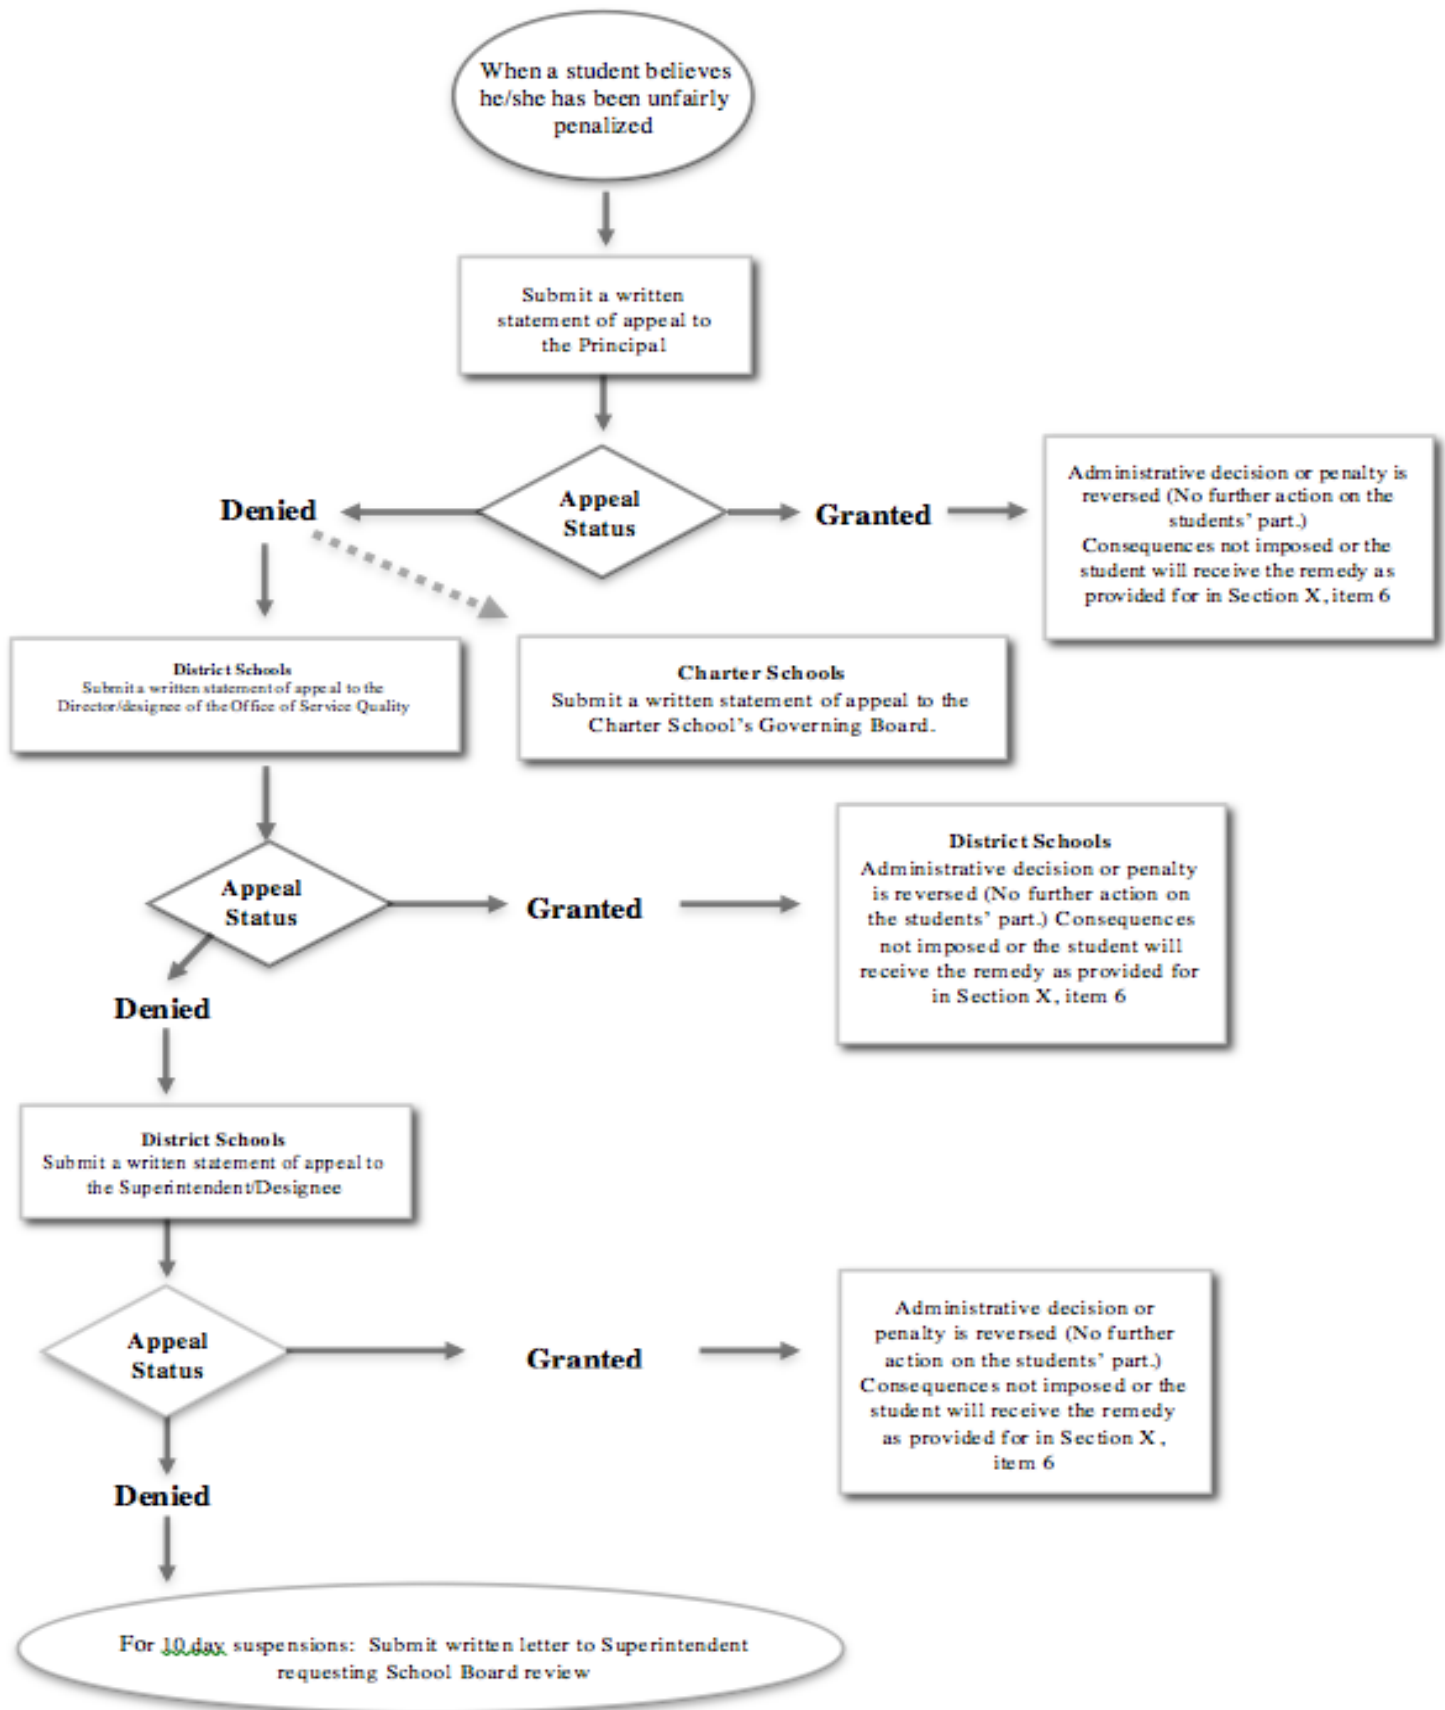 When a student believes
he/she has been unfairly
penalized
Submit a written
statement of appeal to
the Principal
Appeal
Status
Denied
Granted
Administrative decision or penalty is
reversed (No further action on the
students' part.)
Consequences not imposed or the
student will receive the remedy as
provided for in Section X, item 6
District Schools
Submit a written statement of appeal to the
Director/designee of the Office of Service Quality
Charter Schools
Submit a written statement of appeal to the
Charter School's Governing Board.
Appeal
Status
Granted
District Schools
Administrative decision or penalty
is reversed (No further action on
the students' part.) Consequences
not imposed or the student will
receive the remedy as provided for
in Section X, item 6
Denied
District Schools
Submit a written statement of appeal to
the Superintendent/Designee
Appeal
Status
Granted
Administrative decision or
penalty is reversed (No further
action on the students' part.)
Consequences not imposed or the
student will receive the remedy
as provided for in Section X,
item 6
Denied
For 10 day suspensions: Submit written letter to Superintendent
requesting School Board review